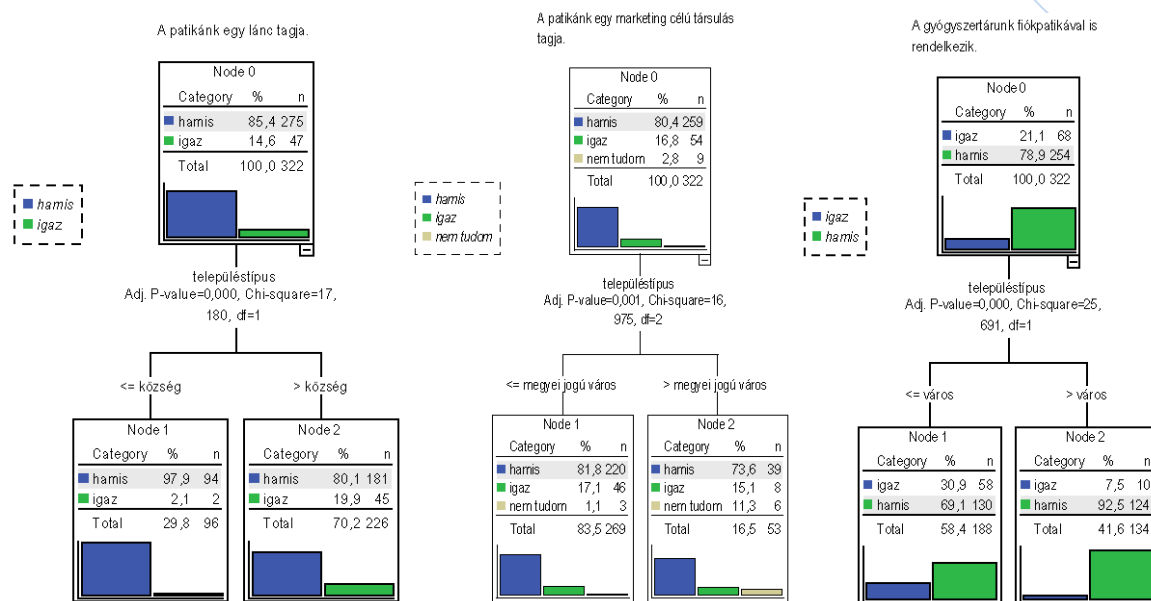 A patikánk egy lánc tagja.
Node 0
Category % n
hamis 85,4 275
igaz 14,6 47
Total 100,0 322
hamis
igaz
településtípus
Adj. P-value=0,000, Chi-square=17,
180, df=1
<= község
> község
Node 1
Category % n
hamis 97,9 94
igaz 2,1 2
Total 29,8 96
Node 2
Category % n
hamis 80,1 181
igaz 19,9 45
Total 70,2 226
A patikánk egy marketing célú társulás
tagja.
Node 0
Category % n
hamis 80,4 259
igaz 16,8 54
nem tudom 2,8 9
Total 100,0 322
hamis
igaz
nem tudom
településtípus
Adj. P-value=0,001, Chi-square=16,
975, df=2
<= megyei jogú város
> megyei jogú város
Node 1
Category % n
hamis 81,8 220
igaz 17,1 46
nem tudom 1,1 3
Total 83,5 269
Node 2
Category % n
hamis 73,6 39
igaz 15,1 8
nem tudom 11,3 6
Total 16,5 53
A gyógyszertárunk fiókpatikával is
rendelkezik.
Node 0
Category % n
igaz 21,1 68
hamis 78,9 254
Total 100,0 322
igaz
hamis
településtípus
Adj. P-value=0,000, Chi-square=25,
691, df=1
<= város
> város
Node 1
Category % n
igaz 30,9 58
hamis 69,1 130
Total 58,4 188
Node 2
Category % n
igaz 7,5 10
hamis 92,5 124
Total 41,6 134